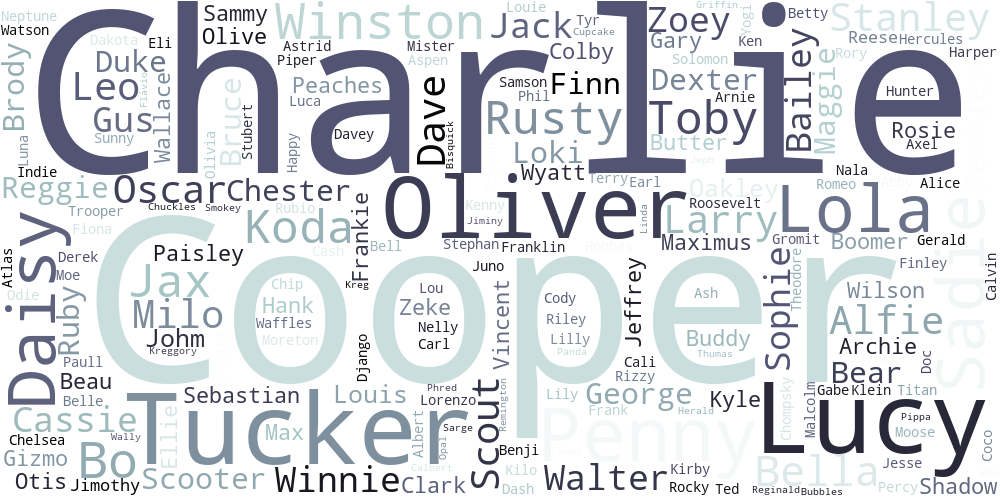 Neptune
Watson
Sammy
Olive
Winston
Louie
Jack
Tyr
Cupcake
Zoey
Griffin
Yogi
Betty
Stanley
Charlie
Dakota
Eli
Duke
Astrid
Piper
Mister
Aspen
Colby
Gary
Ken
Solomon
Rory
Reese
Hercules
Harper
Brody
Leo
Flavio
Wallace
Bruce
Peaches
Luca
Dave
Samson
Phil
Finn
Dexter
Arnie
Bailey
Maggie
Hunter
Gus
Sunny
Olivia
Stubert
Happy
Davey
Bisquick
Rusty
Toby
Rosie
Axel
Luna
Indie
Loki
Butter
Jeph
Wyatt
Nala
Reggie
Oscar
Chester
Terry
Earl
Oakley
Romeo
Alice
Trooper
Chuckles
Smokey
Rubio
Frankie
Oliver
Kenny
Jiminy
Linda
Roosevelt
Larry
Lola
Fiona
Koda
Cash
Bell
Stephan
Franklin
Hobbes
Maximus
Gromit
Boomer
Gerald
Sadie
Calvin
Daisy
Atlas
Derek
Moe
Odie
Ruby
Paisley
Cooper
Juno
Jeffrey
Sophie
Theodore
Finley
Jax
Chip
Kreg
Lou
Vincent
Cody
Ash
Wilson
Milo
Hank
Waffles
Zeke
Nelly
Riley
Buddy
Alfie
Johm
Kreggory
Moreton
Django
Carl
Lilly
Panda
Thomas
Archie
Doc
Paull
Cali
Rizzy
Bear
Beau
Belle
Sebastian
Louis
Phred
Lorenzo
Scout
Remington
Lily
George
Kyle
Chompsky
Malcolm
Gabe
Klein
Titan
Cassie
Tucker
Ellie
Max
Albert
Opal
Sarge
Frank
Herald
Penny
Lucy
Pippa
Moose
Coco
Chelsea
Wally
Gizmo
Bo
Calbert
Benji
Kilo
Kirby
Bella
Jesse
Otis
Jimothy
Scooter
Winnie
Clark
Dash
Walter
Rocky
Ted
Reginald
Bubbles
Percy
Shadow